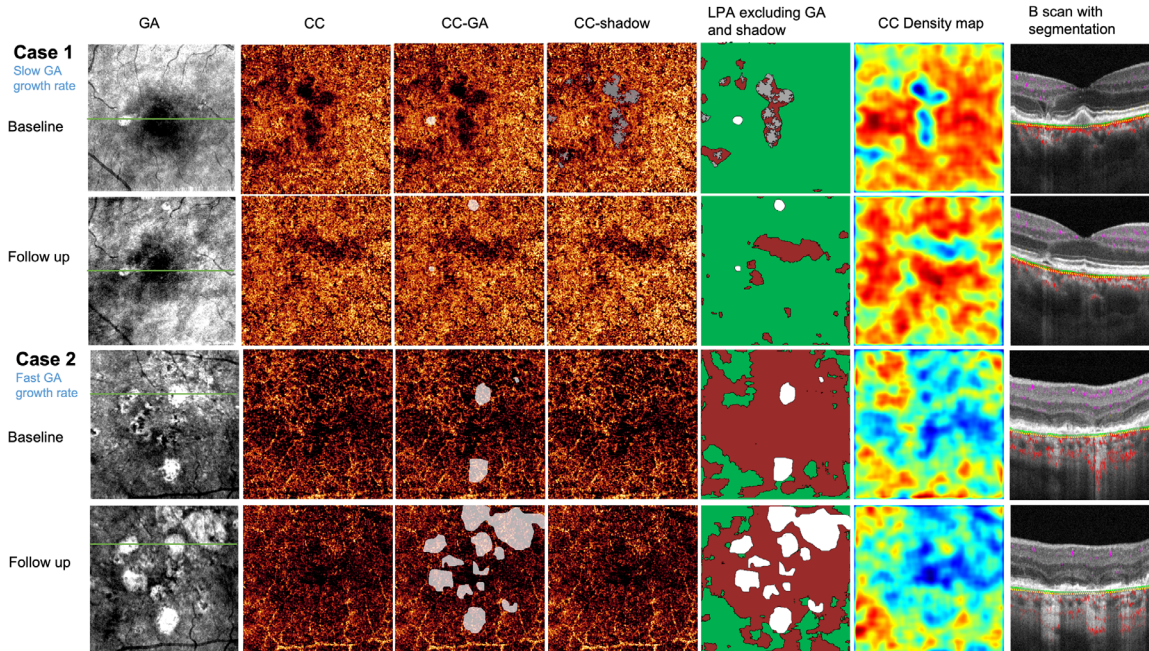 GA
CC
CC-GA
CC-shadow
LPA excluding GA
and shadow
CC Density map
B scan with
segmentation
Case 1
Slow GA
growth rate
Baseline
Follow up
Case 2
Fast GA
growth rate
Baseline
Follow up